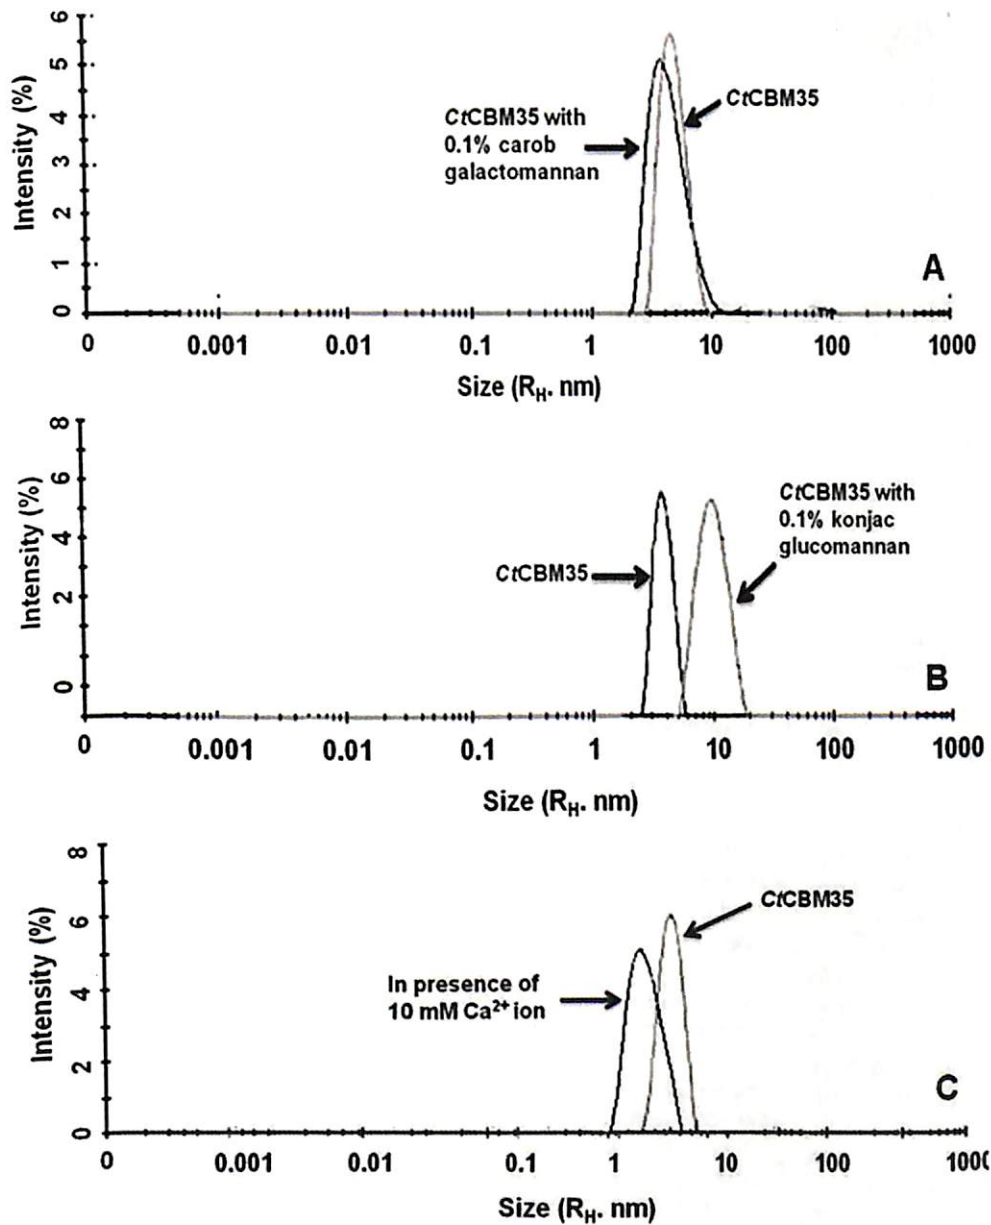 6
5
4
3
2
1
0
Intensity (%)
CtCBM35 with
0.1% carob
galactomannan
CtCBM35
A
0 0.001 0.01 0.1 1 10 100 1000
Size (RH. nm)
8
6
4
2
0
Intensity (%)
CtCBM35
CtCBM35 with
0.1% konjac
glucomannan
B
0 0.001 0.01 0.1 1 10 100 1000
Size (RH. nm)
8
6
4
2
0
Intensity (%)
In presence of
10 mM Ca²⁺ ion
CtCBM35
C
0 0.001 0.01 0.1 1 10 100 100
Size (RH. nm)